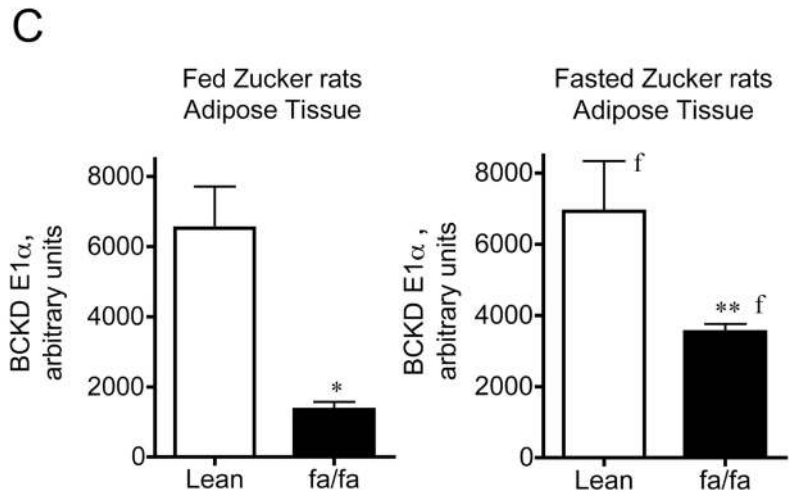 C
Fed Zucker rats
Adipose Tissue
BCKD E1α,
arbitrary units
8000
6000
4000
2000
0
*
Lean
fa/fa
Fasted Zucker rats
Adipose Tissue
BCKD E1α ,
arbitrary units
8000
6000
4000
2000
0
f
** f
Lean
fa/fa